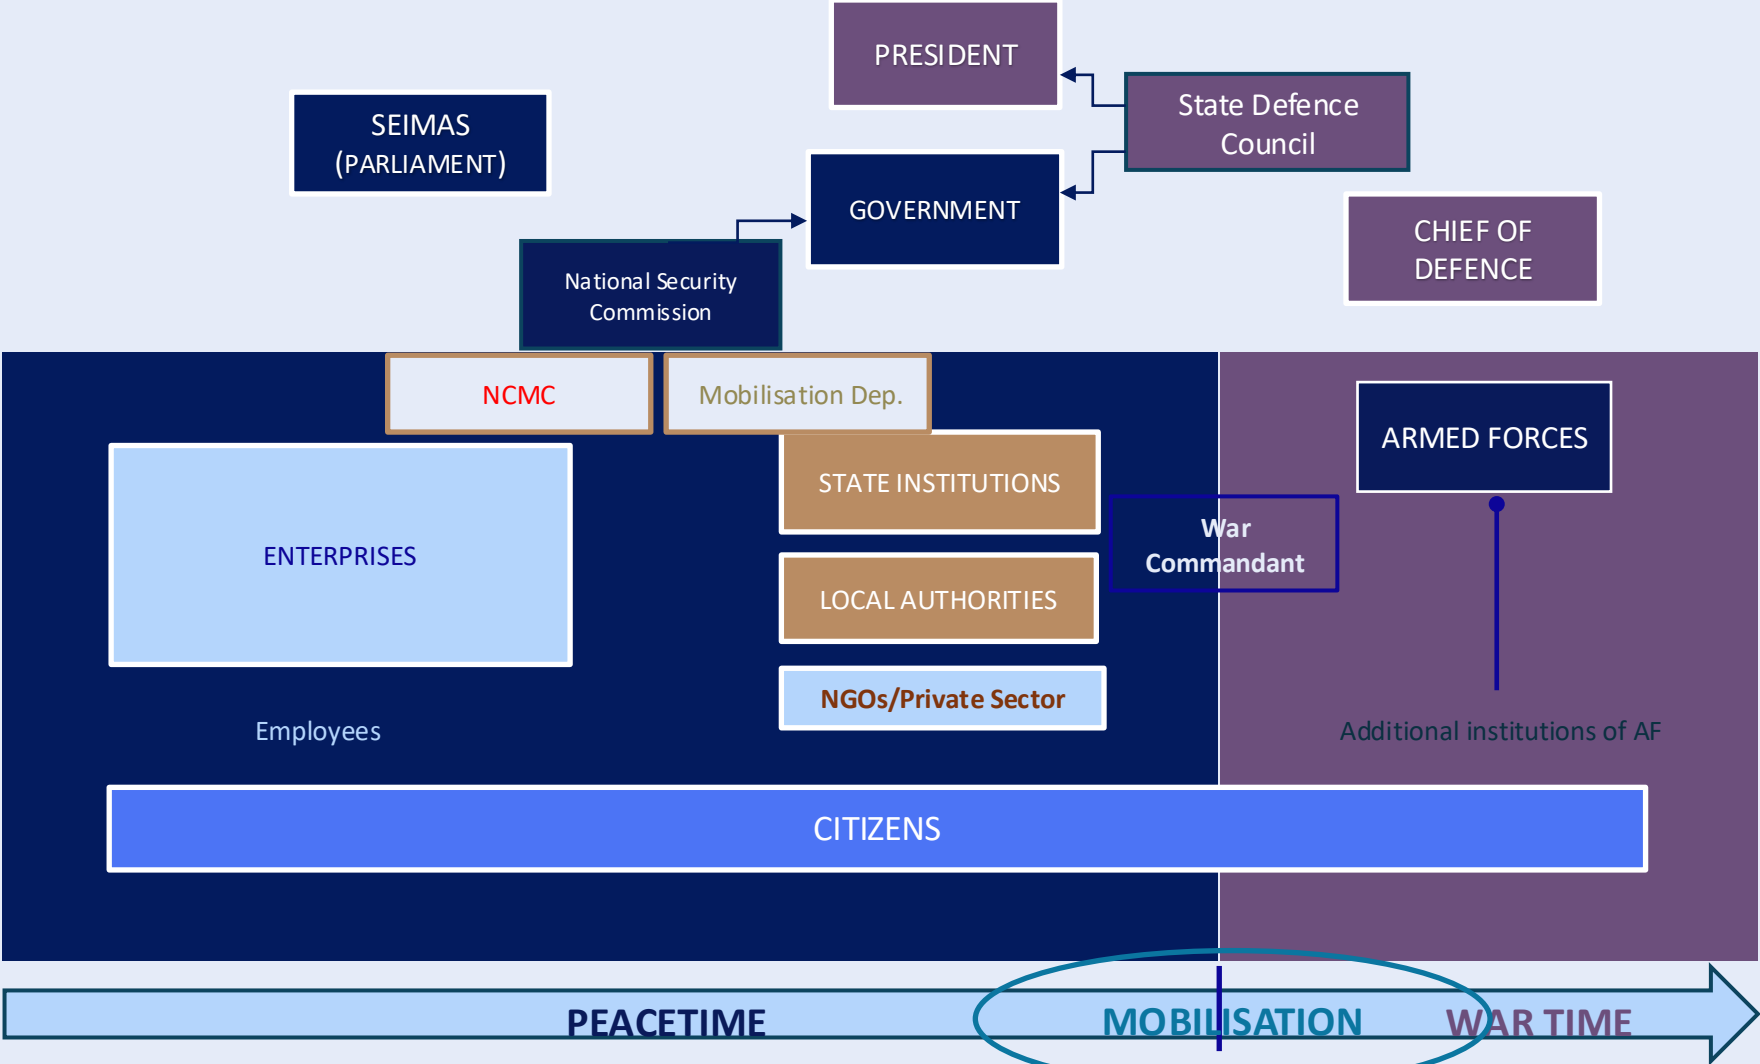 PRESIDENT
State Defence
Council
SEIMAS
(PARLIAMENT)
GOVERNMENT
CHIEF OF
DEFENCE
National Security
Commission
NCMC
Mobilisation Dep.
ARMED FORCES
STATE INSTITUTIONS
War
Commandant
ENTERPRISES
LOCAL AUTHORITIES
NGOs/Private Sector
Employees
Additional institutions of AF
CITIZENS
PEACETIME
MOBILISATION
WAR TIME